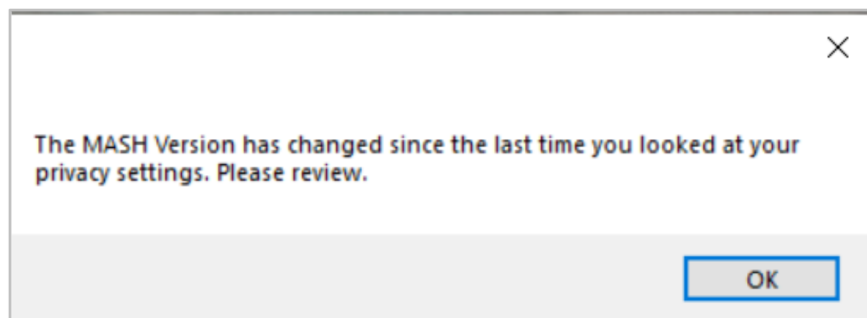 The MASH Version has changed since the last time you looked at your
privacy settings. Please review.
OK